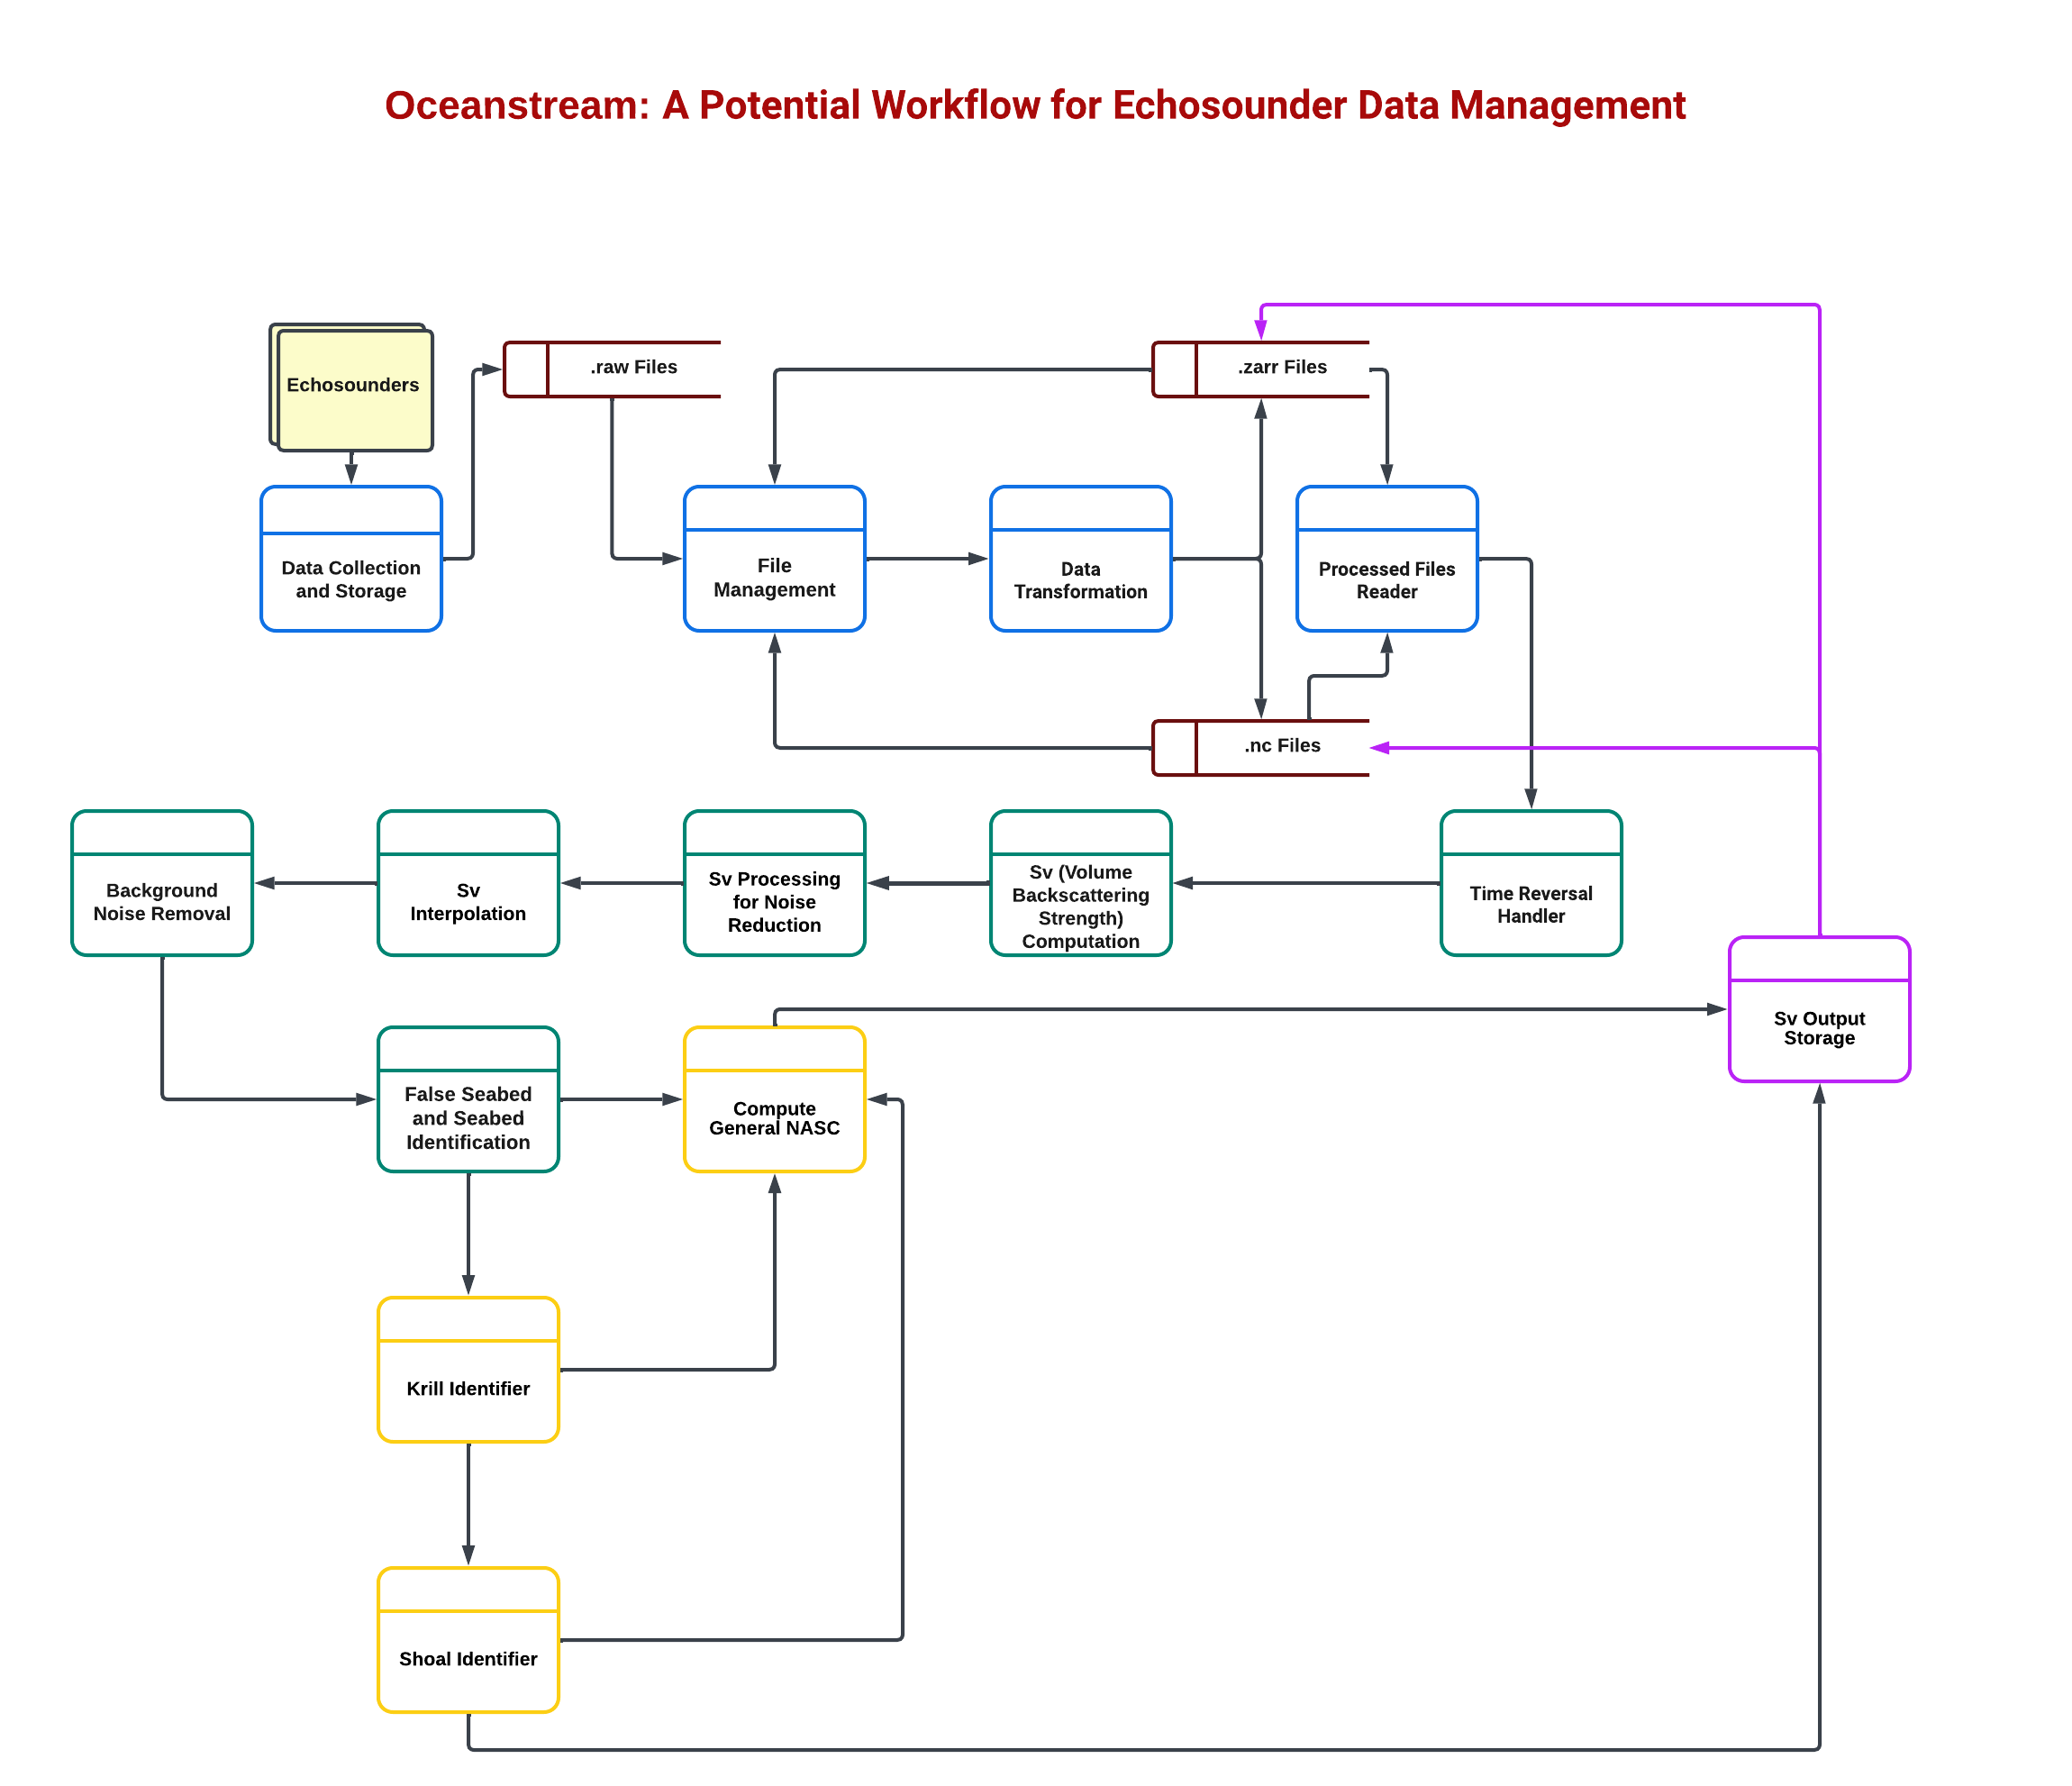 Oceanstream: A Potential Workflow for Echosounder Data Management
Echosounders
.raw Files
.zarr Files
Data Collection
and Storage
File
Management
Data
Transformation
Processed Files
Reader
.nc Files
Background
Noise Removal
Sv
Interpolation
Sv Processing
for Noise
Reduction
Sv (Volume
Backscattering
Strength)
Computation
Time Reversal
Handler
Sv Output
Storage
False Seabed
and Seabed
Identification
Compute
General NASC
Krill Identifier
Shoal Identifier